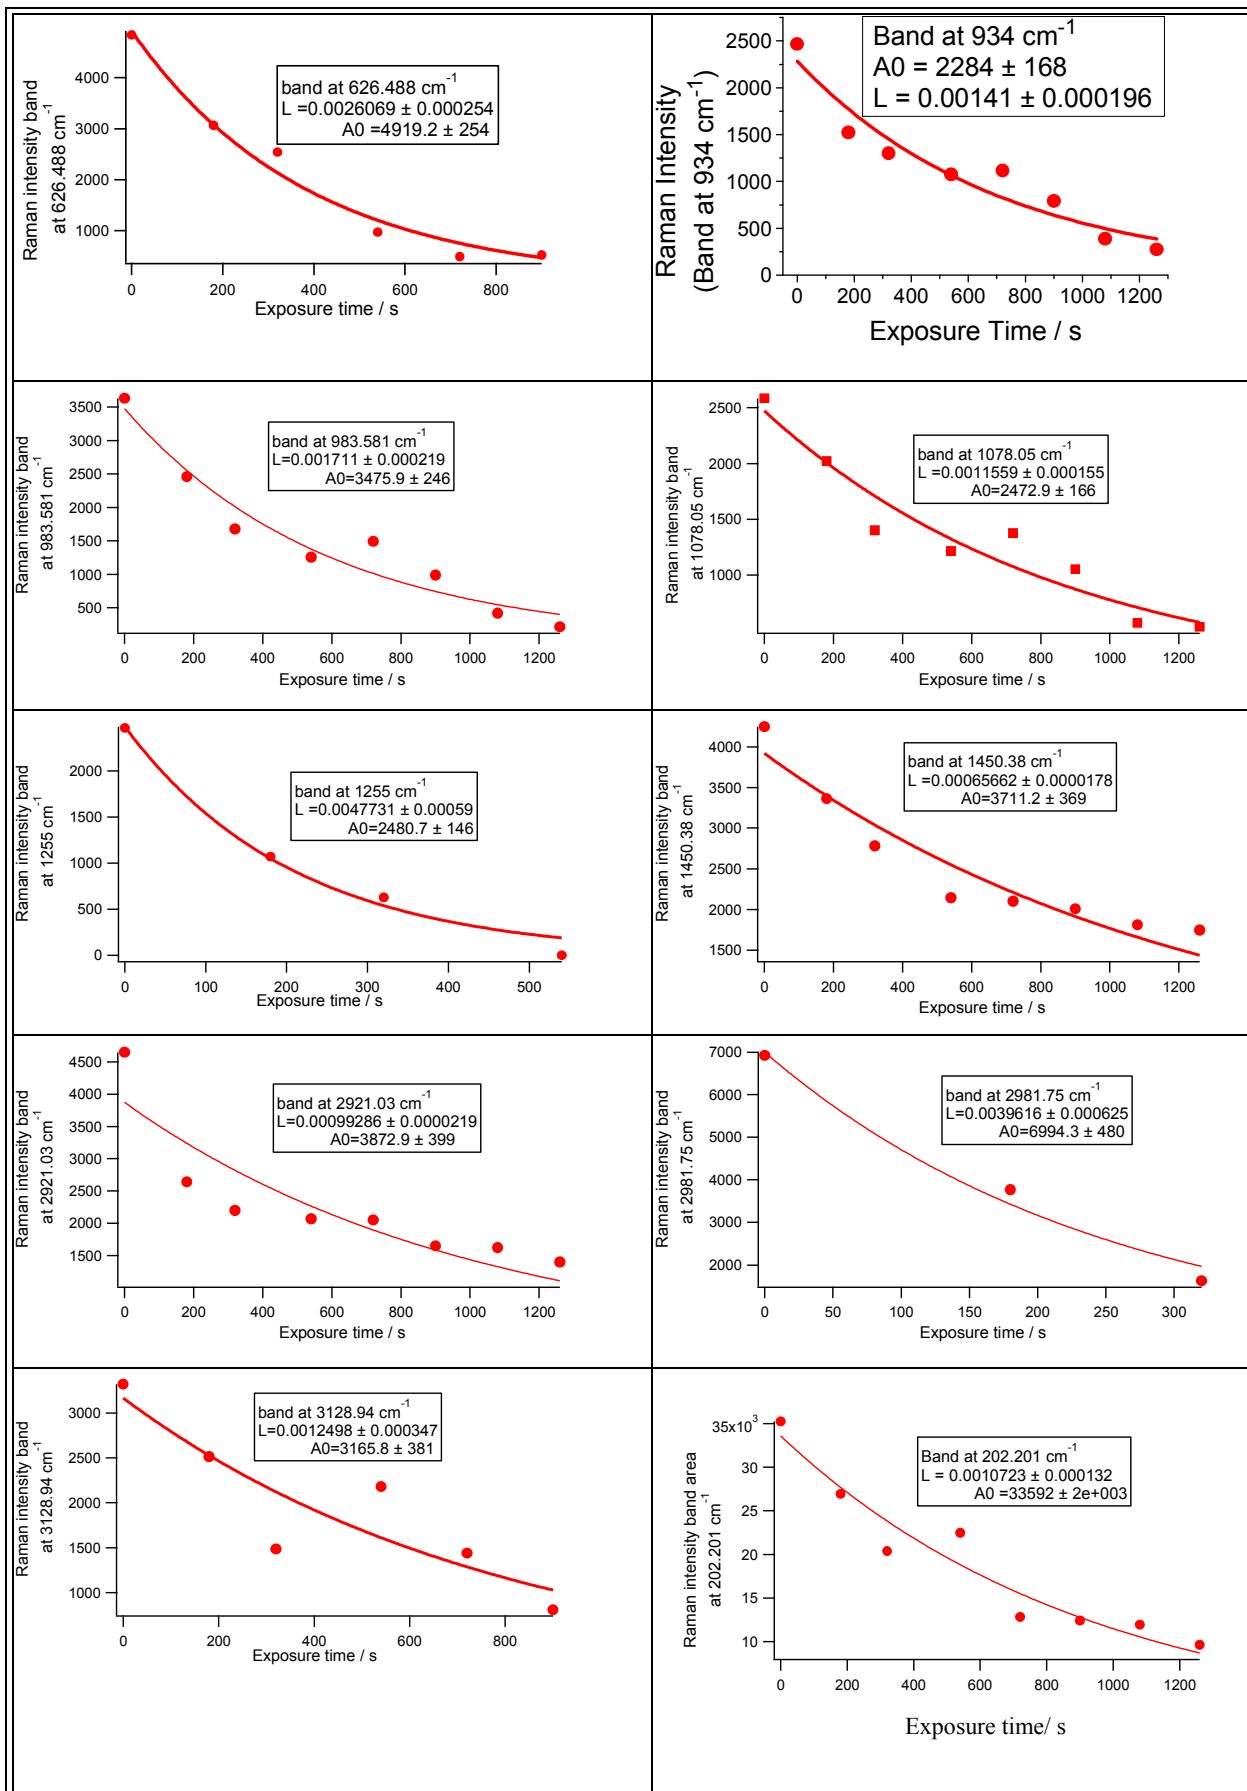 Raman intensity band
at 626.488 cm⁻¹
4000
3000
2000
1000
band at 626.488 cm⁻¹
L =0.0026069 ± 0.000254
A0 =4919.2 ± 254
0 200 400 600 800
Exposure time / s
Raman Intensity
(Band at 934 cm⁻¹)
2500
2000
1500
1000
500
0
Band at 934 cm⁻¹
A0 = 2284 ± 168
L = 0.00141 ± 0.000196
0 200 400 600 800 1000 1200
Exposure Time / s
Raman intensity band
at 983.581 cm⁻¹
3500
3000
2500
2000
1500
1000
500
band at 983.581 cm⁻¹
L=0.001711 ± 0.000219
A0=3475.9 ± 246
0 200 400 600 800 1000 1200
Exposure time / s
Raman intensity band
at 1078.05 cm⁻¹
2500
2000
1500
1000
band at 1078.05 cm⁻¹
L =0.0011559 ± 0.000155
A0=2472.9 ± 166
0 200 400 600 800 1000 1200
Exposure time / s
Raman intensity band
at 1255 cm⁻¹
2000
1500
1000
500
0
band at 1255 cm⁻¹
L =0.0047731 ± 0.00059
A0=2480.7 ± 146
0 100 200 300 400 500
Exposure time / s
Raman intensity band
at 1450.38 cm⁻¹
4000
3500
3000
2500
2000
1500
band at 1450.38 cm⁻¹
L =0.00065662 ± 0.0000178
A0=3711.2 ± 369
0 200 400 600 800 1000 1200
Exposure time / s
Raman intensity band
at 2921.03 cm⁻¹
4500
4000
3500
3000
2500
2000
1500
band at 2921.03 cm⁻¹
L=0.00099286 ± 0.0000219
A0=3872.9 ± 399
0 200 400 600 800 1000 1200
Exposure time / s
Raman intensity band
at 2981.75 cm⁻¹
7000
6000
5000
4000
3000
2000
band at 2981.75 cm⁻¹
L=0.0039616 ± 0.000625
A0=6994.3 ± 480
0 50 100 150 200 250 300
Exposure time / s
Raman intensity band
at 3128.94 cm⁻¹
3000
2500
2000
1500
1000
band at 3128.94 cm⁻¹
L=0.0012498 ± 0.000347
A0=3165.8 ± 381
0 200 400 600 800
Exposure time / s
Raman intensity band area
at 202.201 cm⁻¹
35x10³
30
25
20
15
10
Band at 202.201 cm⁻¹
L = 0.0010723 ± 0.000132
A0 =33592 ± 2e+003
0 200 400 600 800 1000 1200
Exposure time/ s